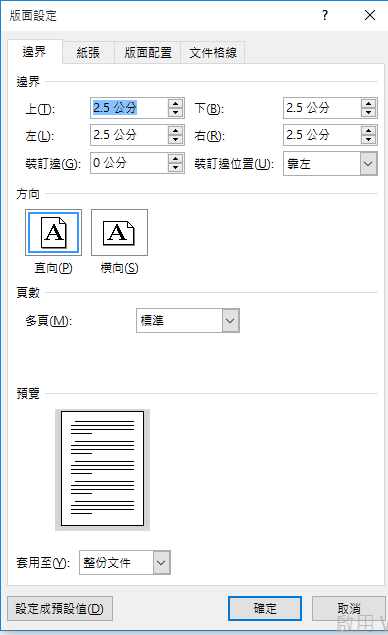 版面設定 ? ×
邊界 紙張 版面配置 文件格線
邊界
上(T): 2.5 公分 下(B): 2.5 公分
左(L): 2.5 公分 右(R): 2.5 公分
裝訂邊(G): 0 公分 裝訂邊位置(U): 靠左
方向
A A
直向(P) 橫向(S)
頁數
多頁(M): 標準
預覽
套用至(Y): 整份文件
設定成預設值(D) 確定 取消
啟用 W